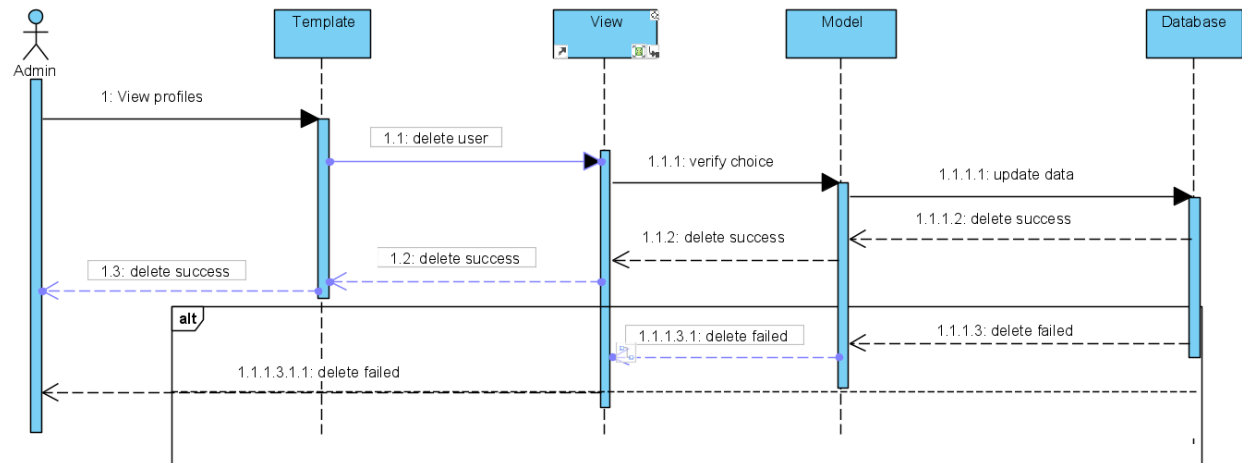 Template
View
Model
Database
Admin
1: View profiles
1.1: delete user
1.1.1: verify choice
1.1.1.1: update data
1.1.1.2: delete success
1.1.2: delete success
1.2: delete success
1.3: delete success
alt
1.1.1.3: delete failed
1.1.1.3.1: delete failed
1.1.1.3.1.1: delete failed